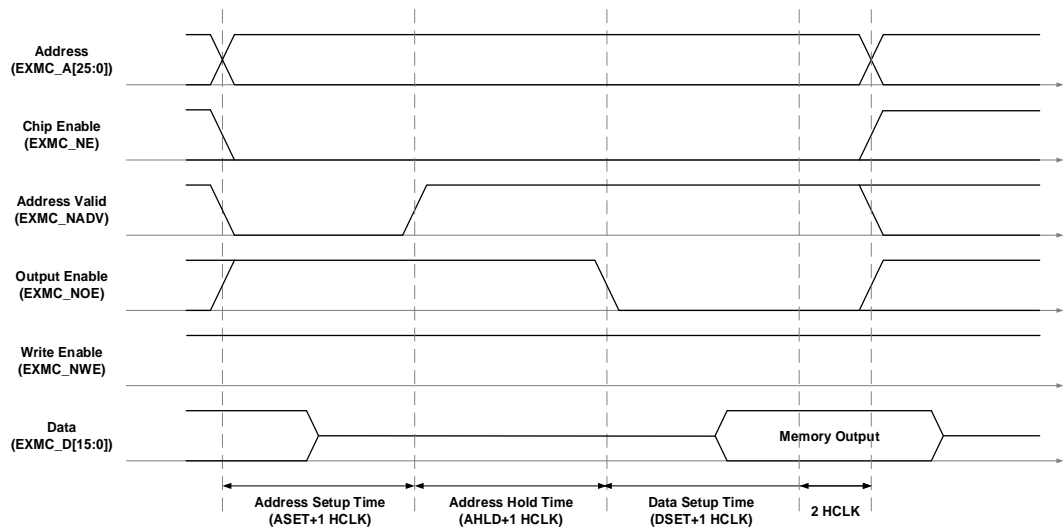 Address
(EXMC_A[25:0])
Chip Enable
(EXMC_NE)
Address Valid
(EXMC_NADV)
Output Enable
(EXMC_NOE)
Write Enable
(EXMC_NWE)
Data
(EXMC_D[15:0])
Memory Output
Address Setup Time
(ASET+1 HCLK)
Address Hold Time
(AHLD+1 HCLK)
Data Setup Time
(DSET+1 HCLK)
2 HCLK